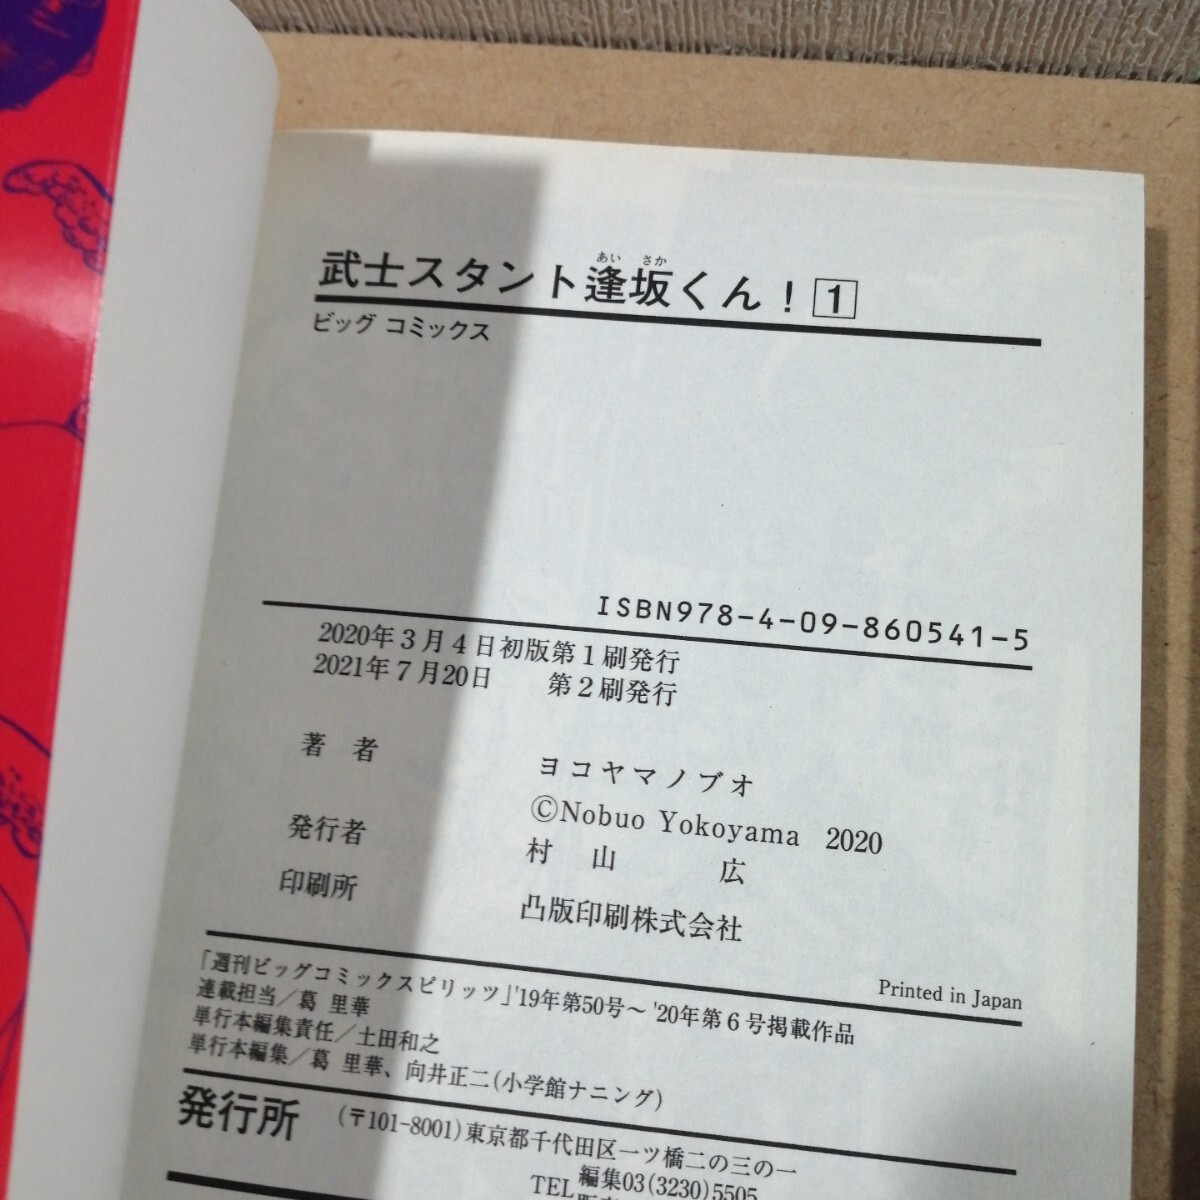 武士スタント逢坂くん！ 1
あい さか
ビッグ コミックス
ISBN978-4-09-860541-5
2020年3月4日初版第1刷発行
2021年7月20日 第2刷発行
著 者 ヨコヤマノブオ
©Nobuo Yokoyama 2020
発行者 村 山 広
印刷所 凸版印刷株式会社
Printed in Japan
「週刊ビッグコミックスピリッツ」'19年第50号～'20年第6号掲載作品
連載担当／葛 里華
単行本編集責任／土田和之
単行本編集／葛 里華、向井正二(小学館ナニング)
発行所 (〒101-8001)東京都千代田区一ツ橋二の三の一
TEL 編集03(3230)5505